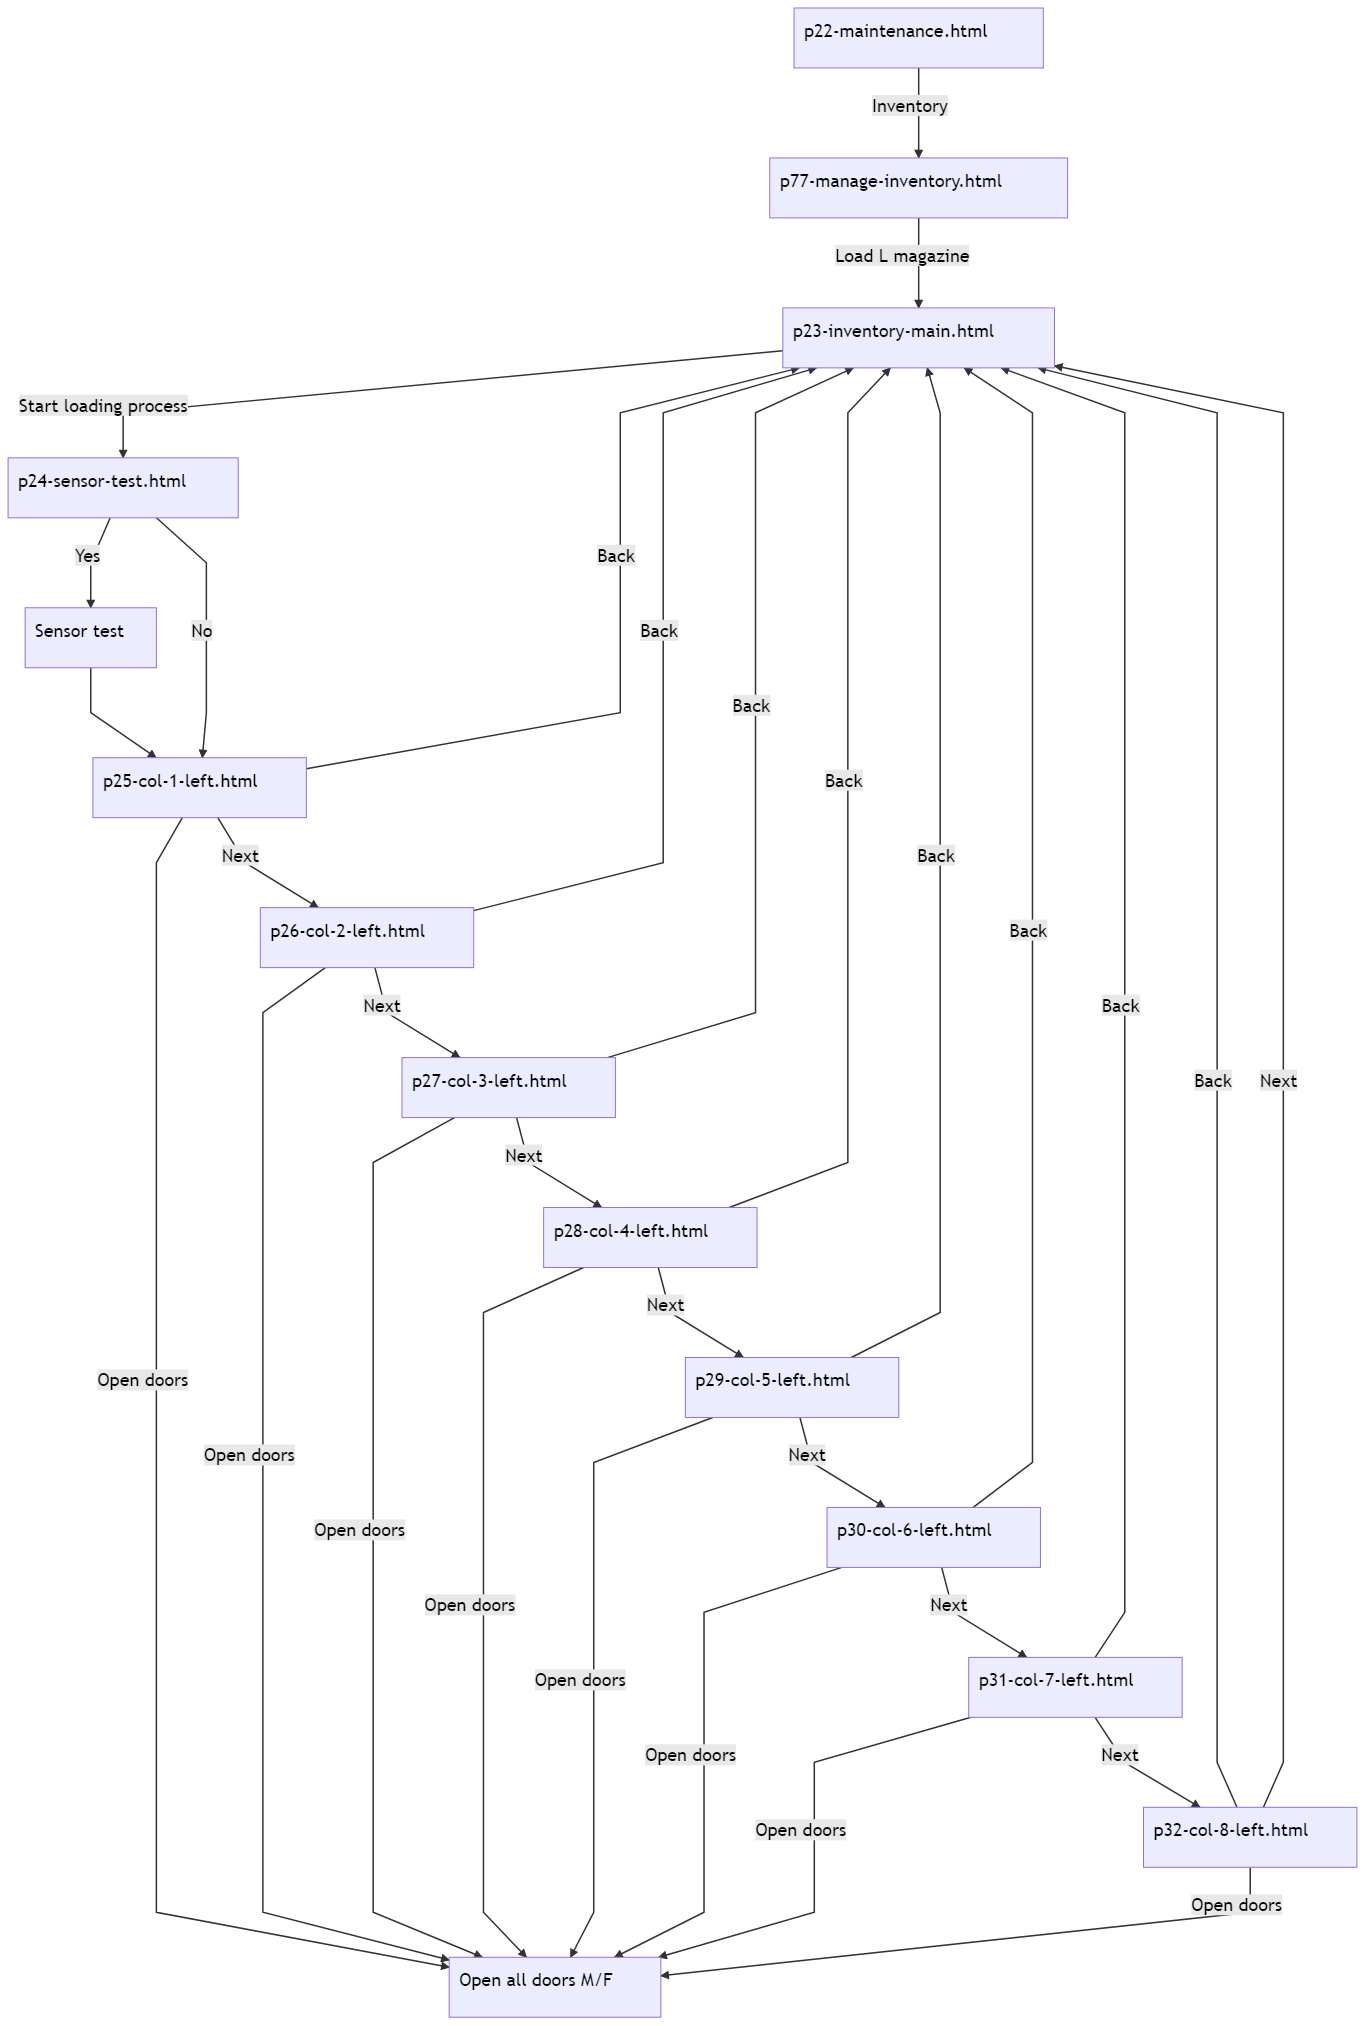 p22-maintenance.html
Inventory
p77-manage-inventory.html
Load L magazine
p23-inventory-main.html
Start loading process
p24-sensor-test.html
Yes
Back
Sensor test
No
Back
Back
p25-col-1-left.html
Back
Next
Back
p26-col-2-left.html
Back
Next
Back
p27-col-3-left.html
Back
Next
Next
p28-col-4-left.html
Next
p29-col-5-left.html
Open doors
Open doors
Next
Open doors
p30-col-6-left.html
Open doors
Next
Open doors
p31-col-7-left.html
Open doors
Next
Open doors
p32-col-8-left.html
Open doors
Open all doors M/F